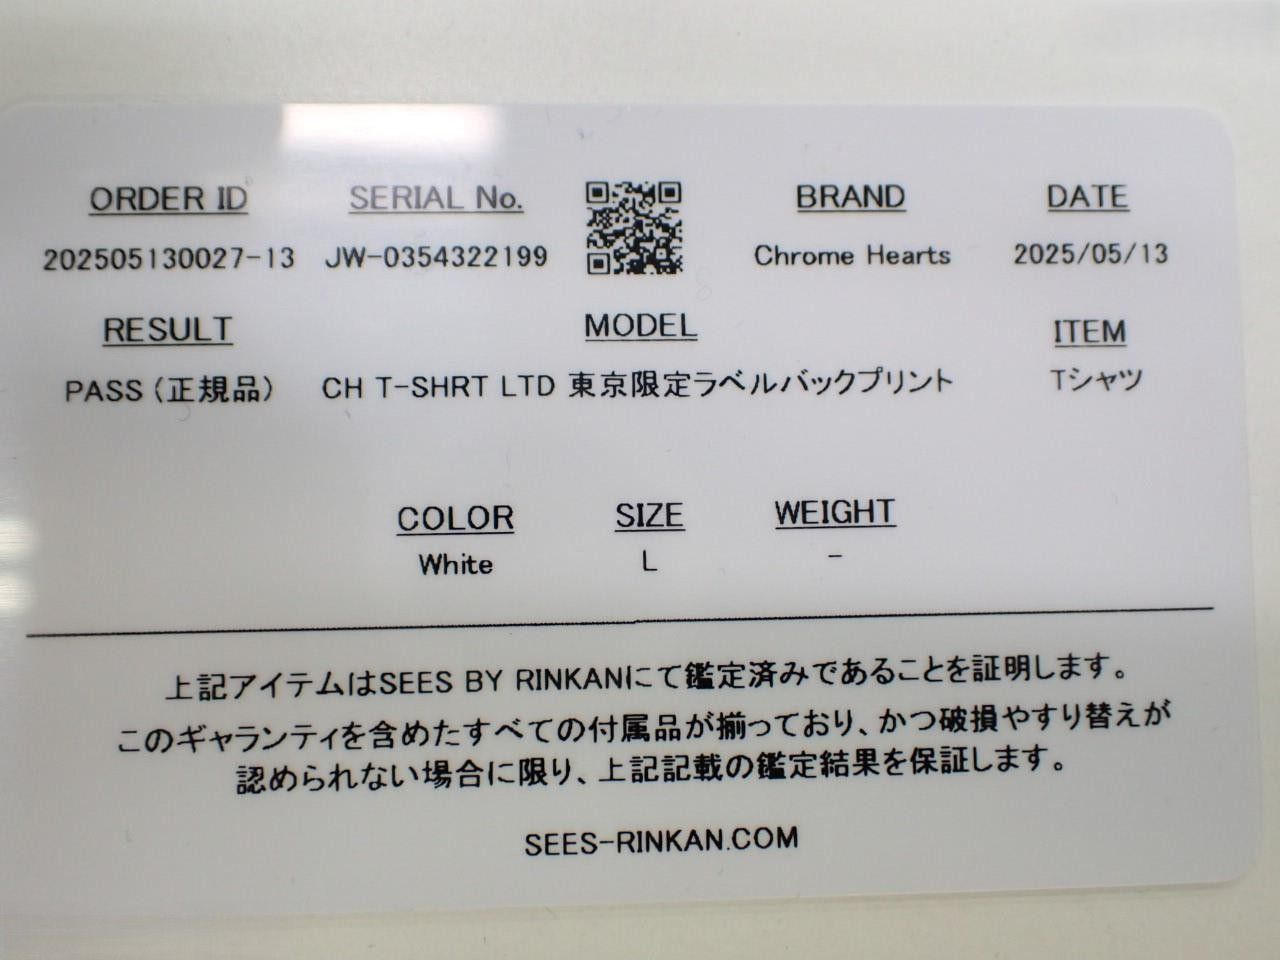 ORDER ID SERIAL No. BRAND DATE
202505130027-13 JW-0354322199 Chrome Hearts 2025/05/13
RESULT MODEL ITEM
PASS（正規品） CH T-SHRT LTD 東京限定ラベルバックプリント Tシャツ
COLOR SIZE WEIGHT
White L -
上記アイテムはSEES BY RINKANにて鑑定済みであることを証明します。
このギャランティを含めたすべての付属品が揃っており、かつ破損やすり替えが
認められない場合に限り、上記記載の鑑定結果を保証します。
SEES-RINKAN.COM